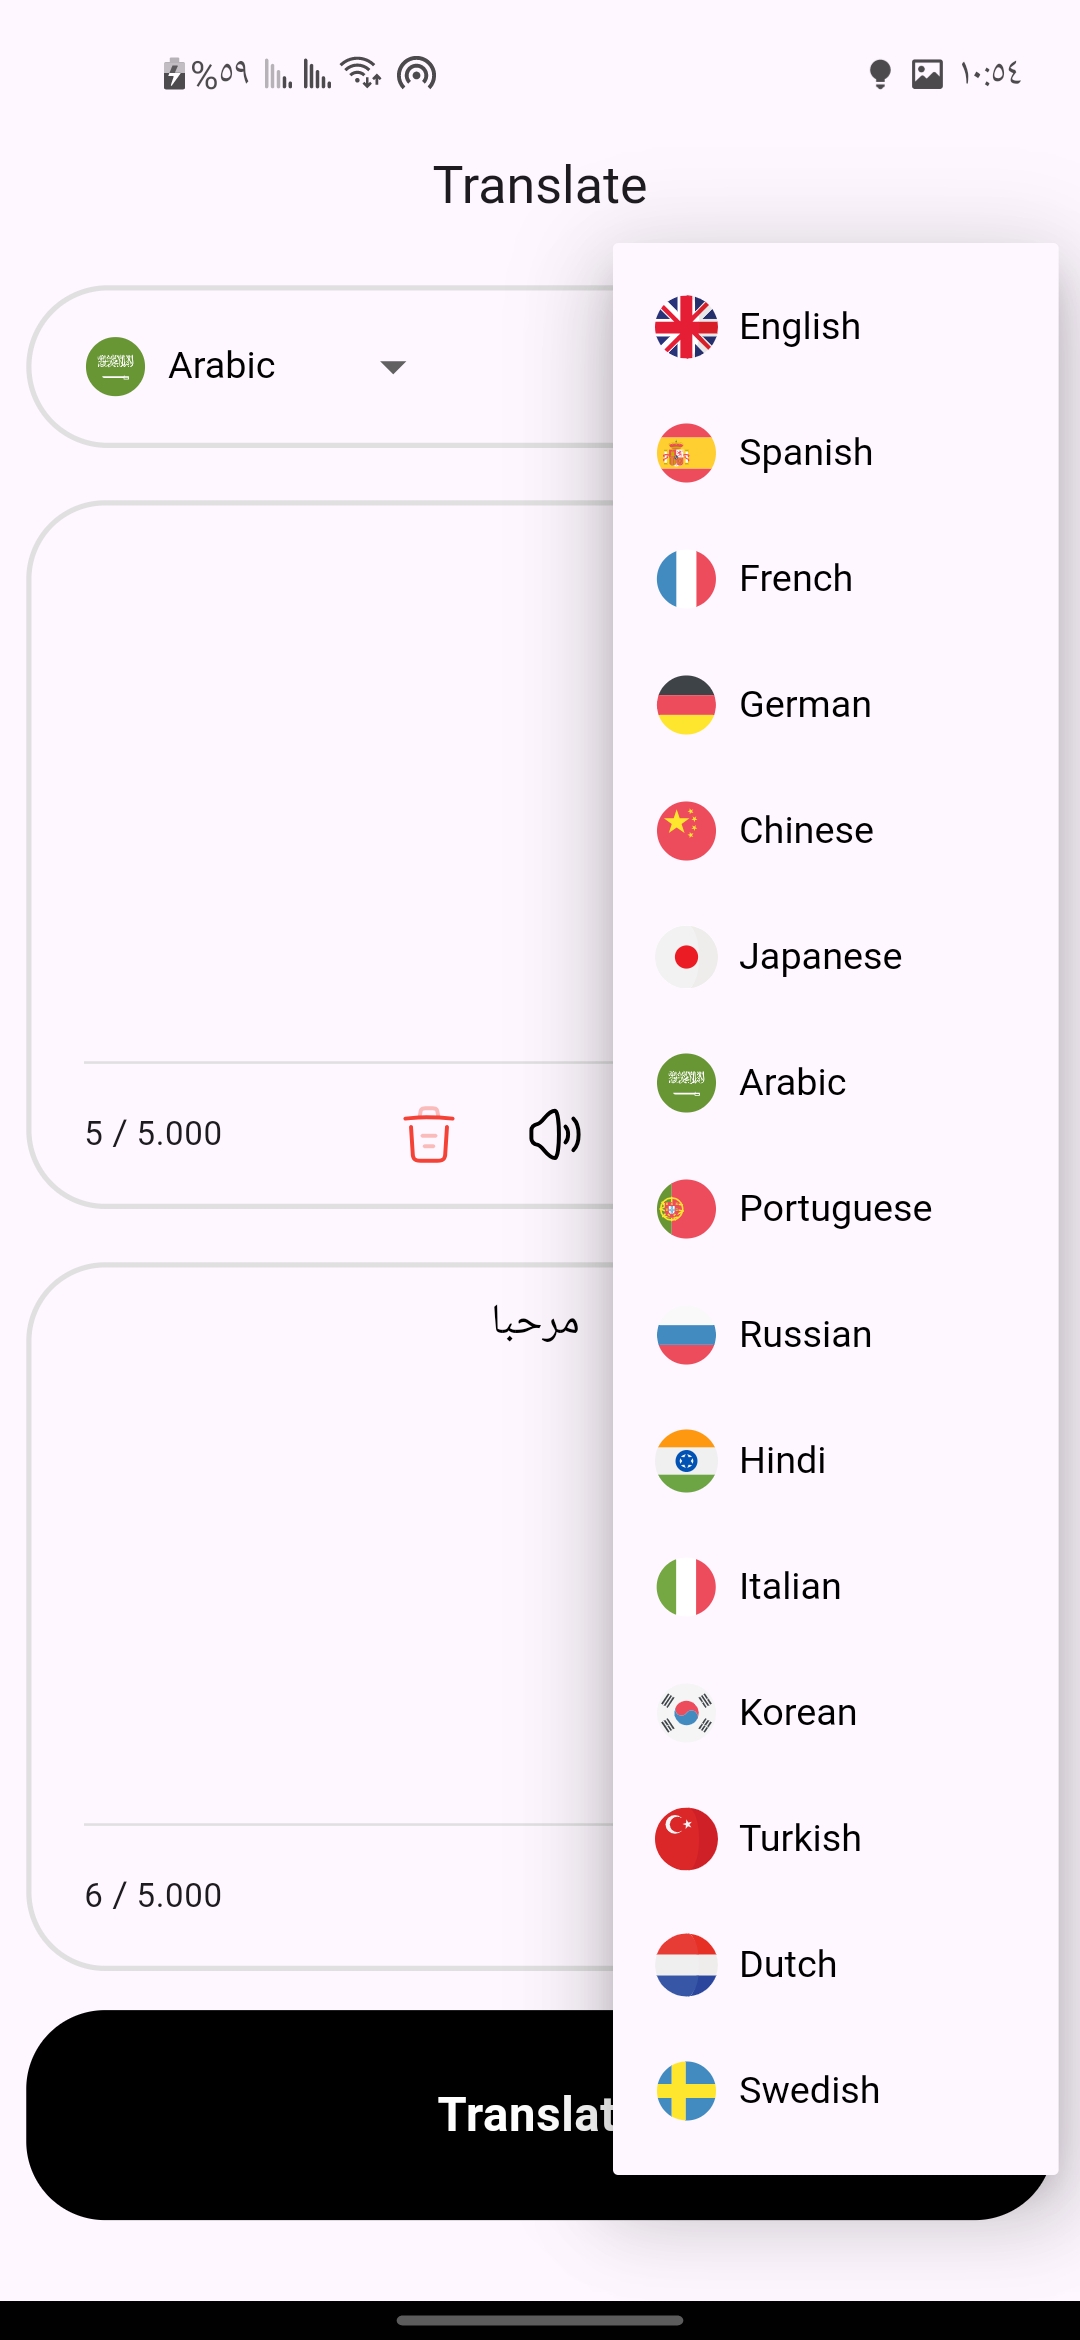 %٥٩ ١٠:٥٤
Translate
Arabic
English
Spanish
French
German
Chinese
Japanese
Arabic
Portuguese
Russian
Hindi
Italian
Korean
Turkish
Dutch
Swedish
5 / 5.000
مرحبا
6 / 5.000
Translat